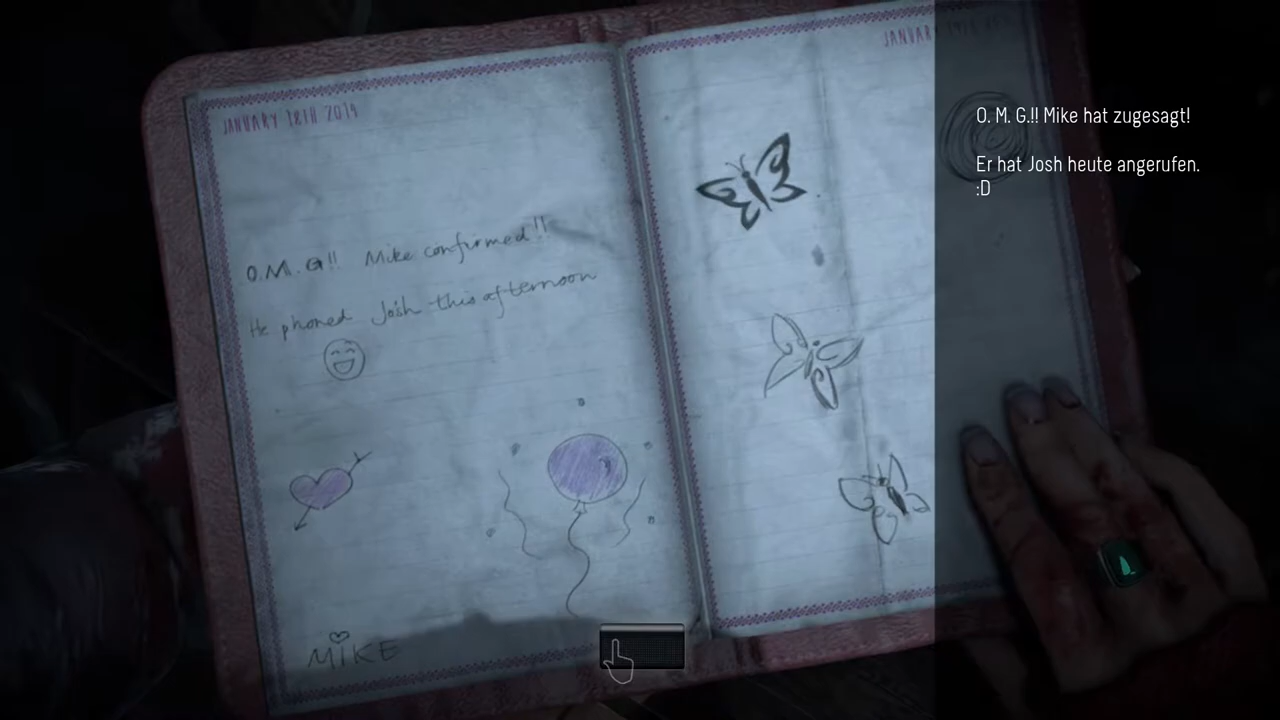 JANUARY 18TH 2014
O.M.G!! Mike confirmed!!
He phoned Josh this afternoon
MIKE
O. M. G.!! Mike hat zugesagt!
Er hat Josh heute angerufen.
:D